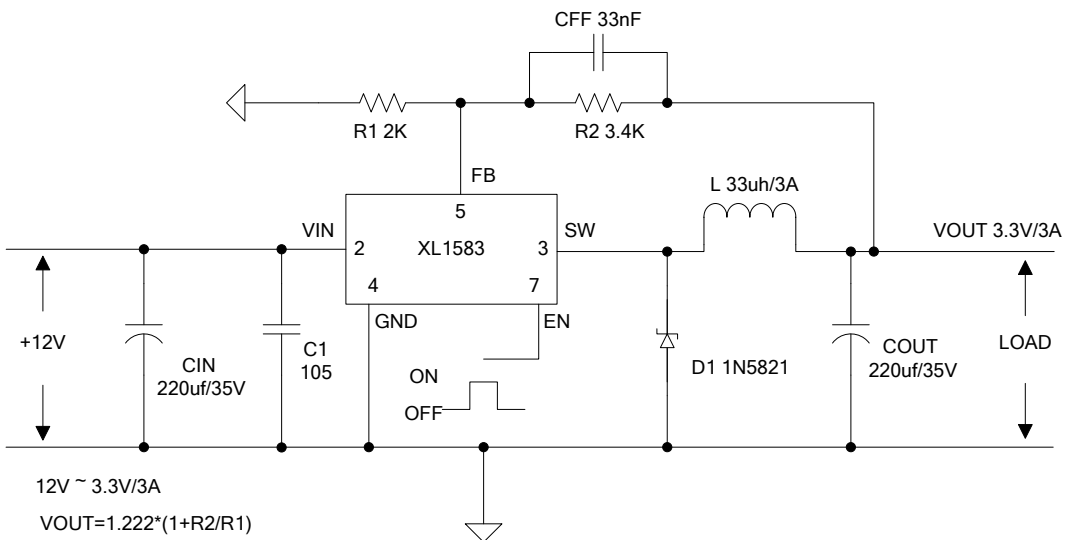 CFF 33nF
R1 2K
R2 3.4K
FB
L 33uh/3A
5
VIN
SW
VOUT 3.3V/3A
2
XL1583
3
4
7
GND
EN
+12V
CIN
220uf/35V
C1
105
ON
OFF
D1 1N5821
COUT
220uf/35V
LOAD
12V ~ 3.3V/3A
VOUT=1.222*(1+R2/R1)